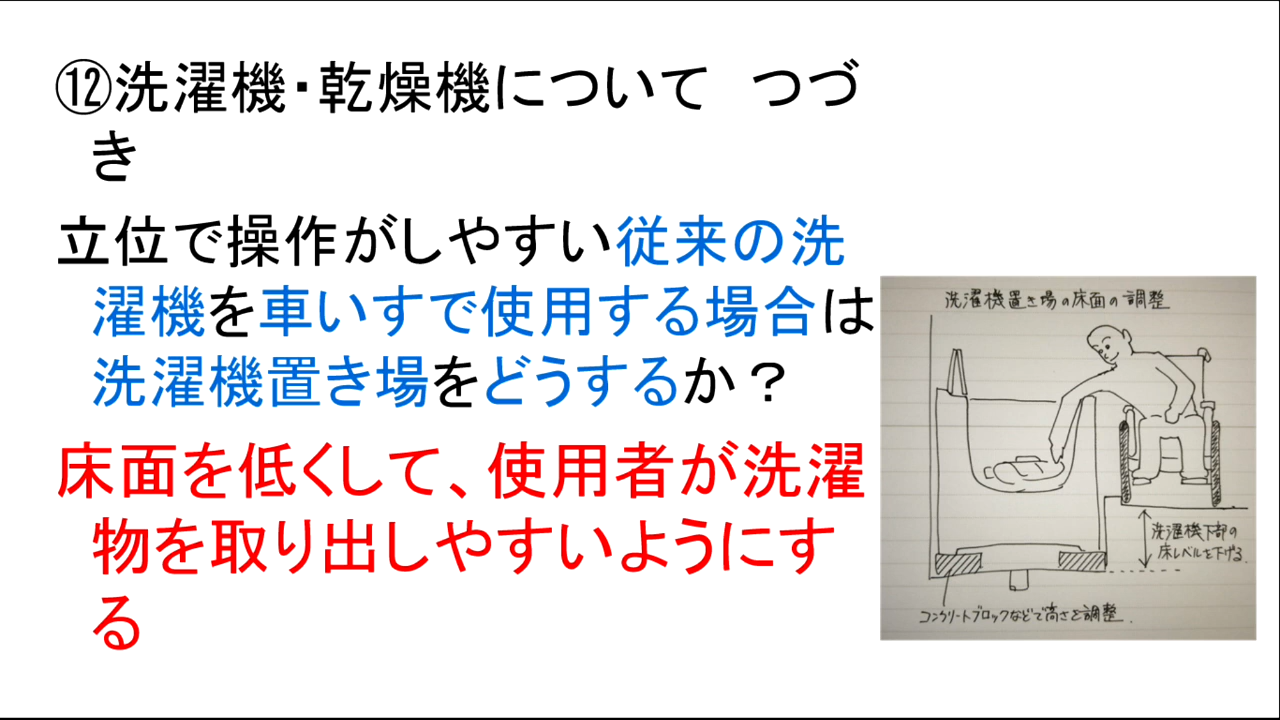 ⑫洗濯機・乾燥機について　つづ
き
立位で操作がしやすい従来の洗
濯機を車いすで使用する場合は
洗濯機置き場をどうするか？
床面を低くして、使用者が洗濯
物を取り出しやすいようにす
る
洗濯機置き場の床面の調整
洗濯機下部の
床レベルを下げる.
コンクリートブロックなどで高さを調整.